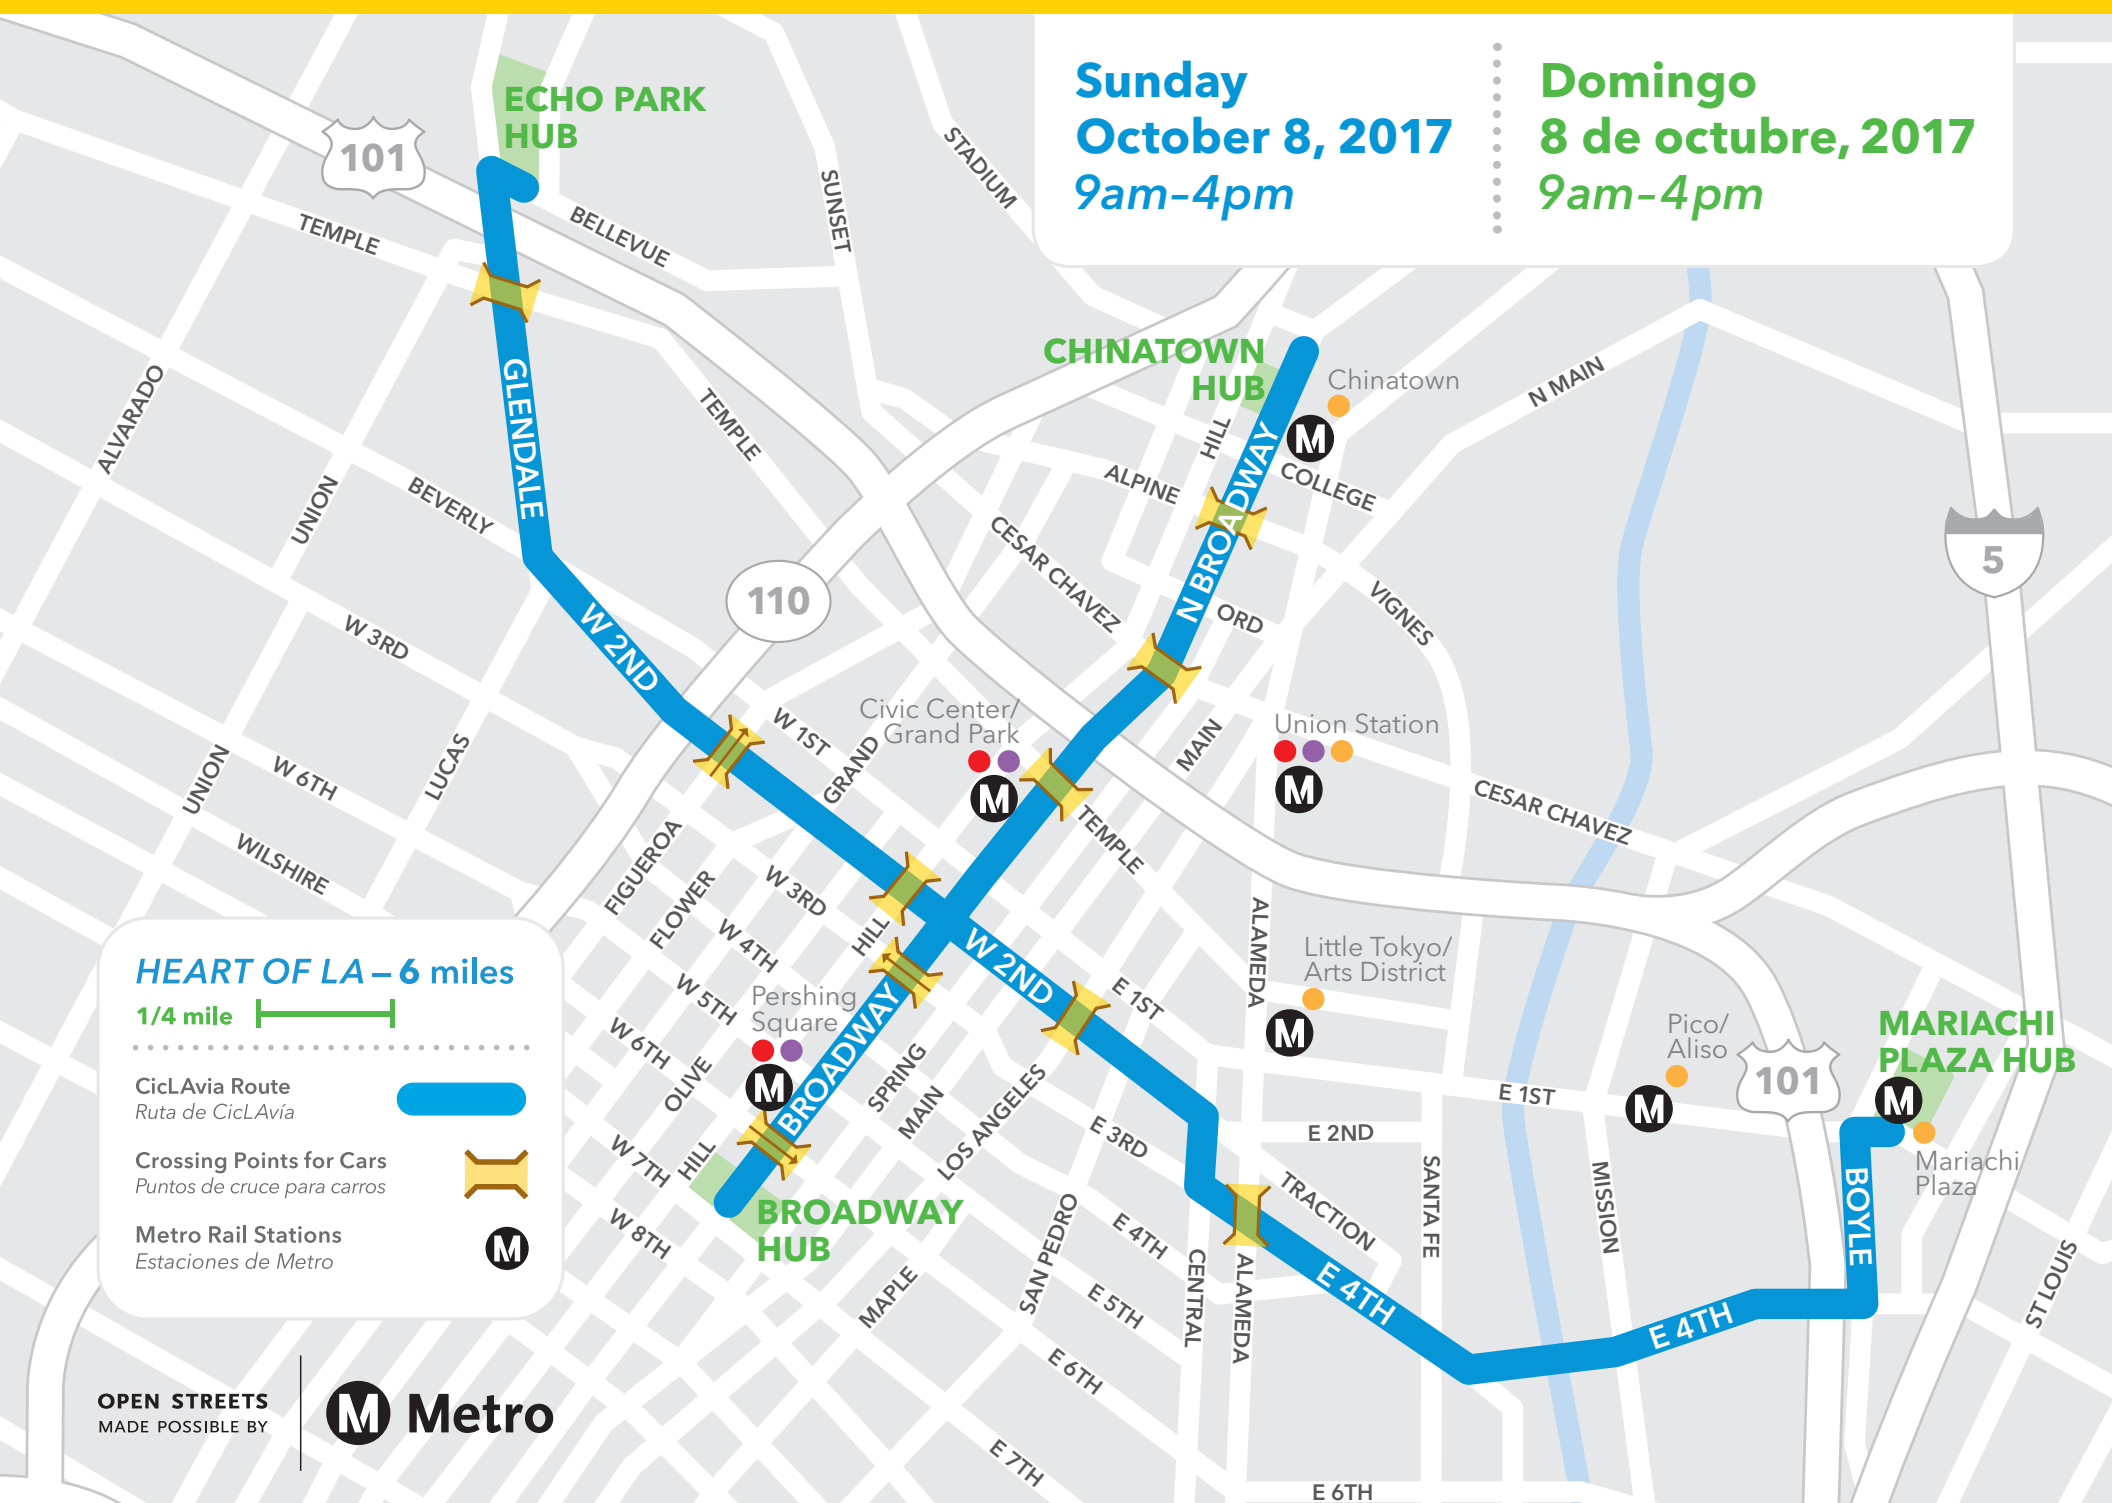 Sunday
October 8, 2017
9am–4pm
Domingo
8 de octubre, 2017
9am–4pm
ECHO PARK
HUB
101
TEMPLE
BELLEVUE
SUNSET
STADIUM
GLENDALE
ALVARADO
UNION
BEVERLY
TEMPLE
CHINATOWN
HUB
Chinatown
M
HILL
N BROADWAY
COLLEGE
ALPINE
N MAIN
CESAR CHAVEZ
ORD
VIGNES
5
110
W 3RD
W 2ND
W 1ST
GRAND
Civic Center/
Grand Park
M
MAIN
Union Station
M
CESAR CHAVEZ
TEMPLE
UNION
W 6TH
LUCAS
WILSHIRE
FIGUEROA
FLOWER
W 3RD
W 4TH
HILL
W 5TH
W 6TH
OLIVE
Pershing
Square
M
BROADWAY
W 2ND
E 1ST
ALAMEDA
Little Tokyo/
Arts District
M
SPRING
MAIN
LOS ANGELES
W 7TH
HILL
W 8TH
BROADWAY
HUB
E 3RD
E 2ND
E 1ST
Pico/
Aliso
M
101
MARIACHI
PLAZA HUB
M
Mariachi
Plaza
BOYLE
MISSION
SANTA FE
TRACTION
E 4TH
SAN PEDRO
MAPLE
CENTRAL
ALAMEDA
E 5TH
E 4TH
E 4TH
ST LOUIS
E 6TH
E 7TH
E 6TH
HEART OF LA – 6 miles
1/4 mile
CicLAvia Route
Ruta de CicLAvía
Crossing Points for Cars
Puntos de cruce para carros
Metro Rail Stations
Estaciones de Metro
M
OPEN STREETS
MADE POSSIBLE BY
M Metro